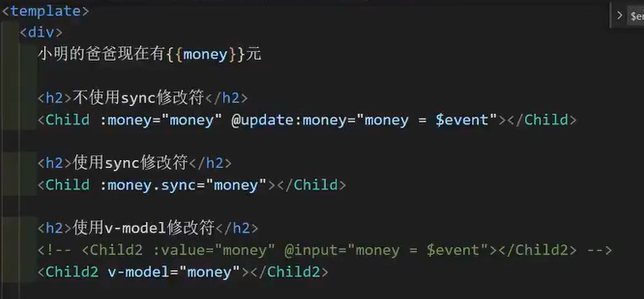 <template>
<div>
小明的爸爸现在有{{money}}元
<h2>不使用sync修改符</h2>
<Child :money="money" @update:money="money = $event"></Child>
<h2>使用sync修改符</h2>
<Child :money.sync="money"></Child>
<h2>使用v-model修改符</h2>
<!-- <Child2 :value="money" @input="money = $event"></Child2> -->
<Child2 v-model="money"></Child2>